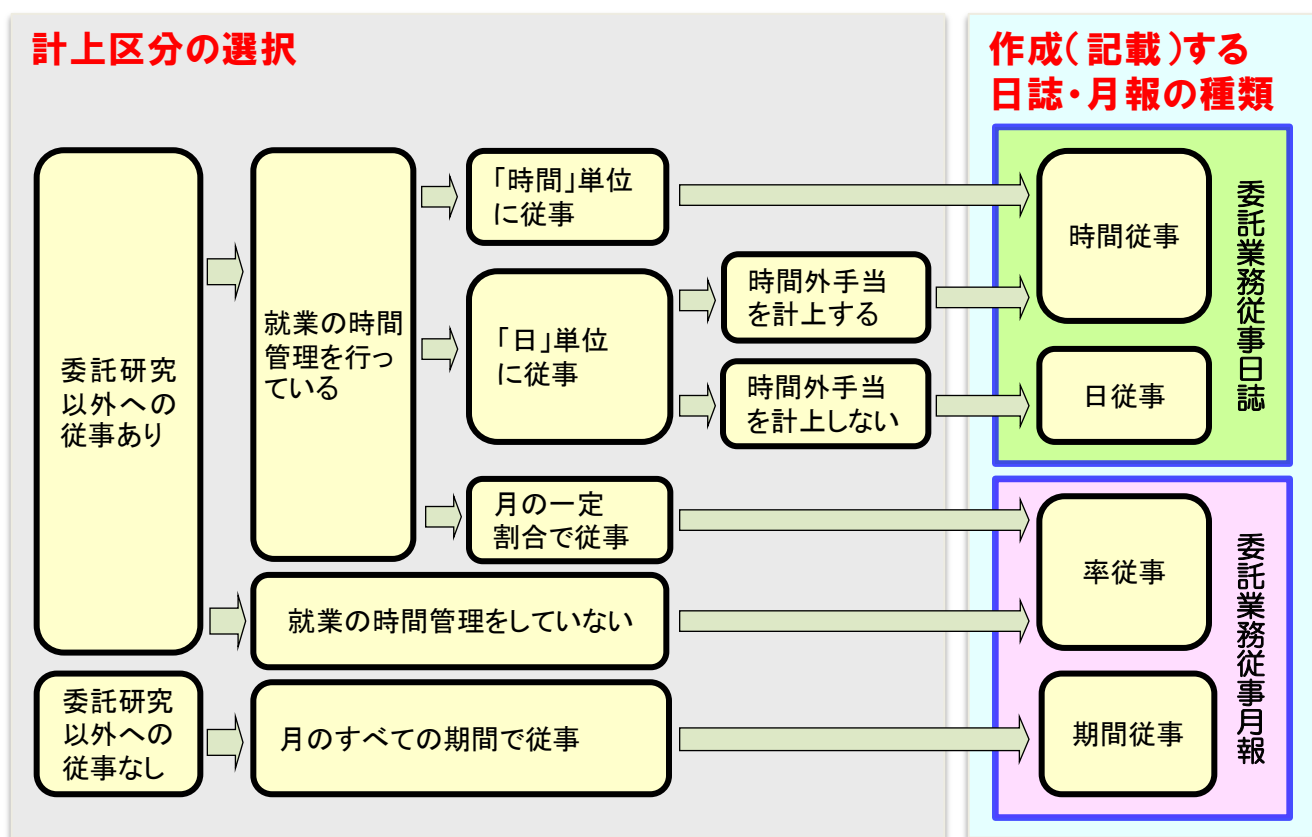 計上区分の選択
作成(記載)する
日誌・月報の種類
委託研究
以外への
従事あり
就業の時間
管理を行っ
ている
「時間」単位
に従事
「日」単位
に従事
時間外手当
を計上する
時間外手当
を計上しない
月の一定
割合で従事
就業の時間管理をしていない
委託研究
以外への
従事なし
月のすべての期間で従事
時間従事
日従事
委託業務従事日誌
率従事
期間従事
委託業務従事月報